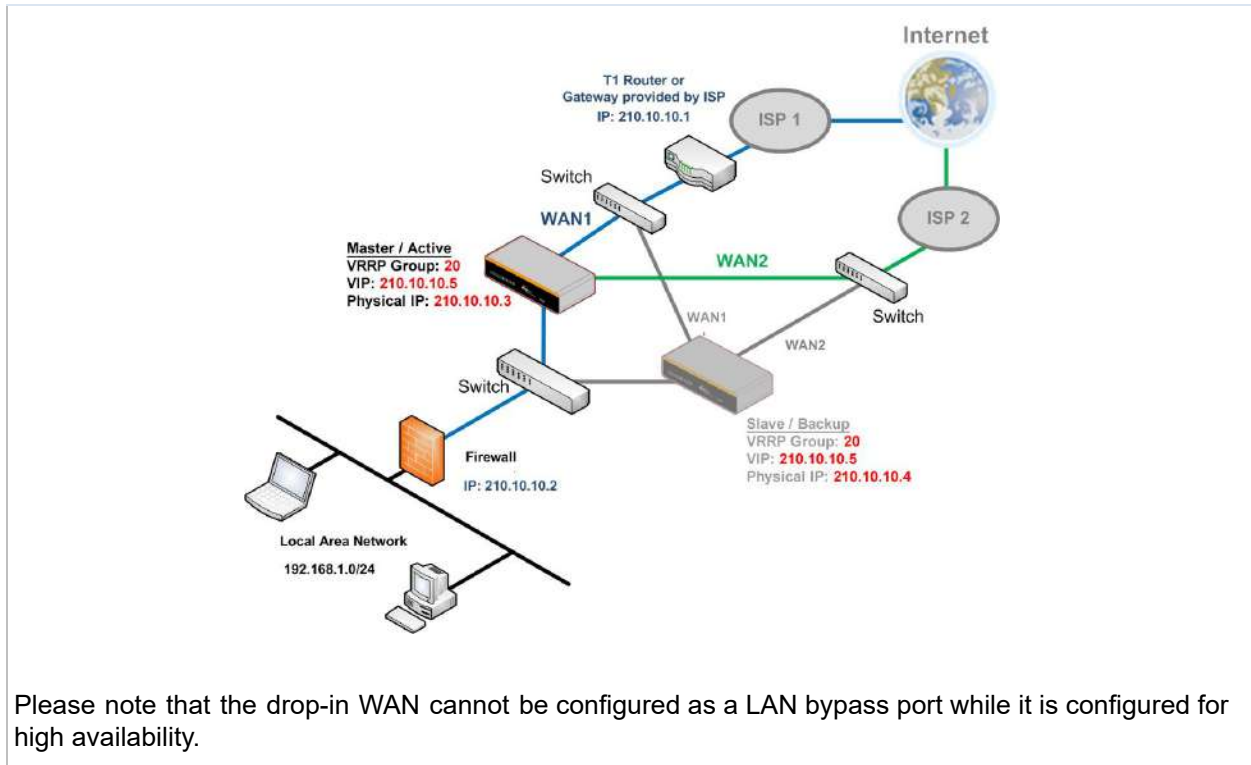 Internet
T1 Router or
Gateway provided by ISP
IP: 210.10.10.1
ISP 1
Switch
WAN1
ISP 2
Master / Active
VRRP Group: 20
VIP: 210.10.10.5
Physical IP: 210.10.10.3
WAN2
Switch
WAN1
WAN2
Switch
Slave / Backup
VRRP Group: 20
VIP: 210.10.10.5
Physical IP: 210.10.10.4
Firewall
IP: 210.10.10.2
Local Area Network
192.168.1.0/24
Please note that the drop-in WAN cannot be configured as a LAN bypass port while it is configured for
high availability.